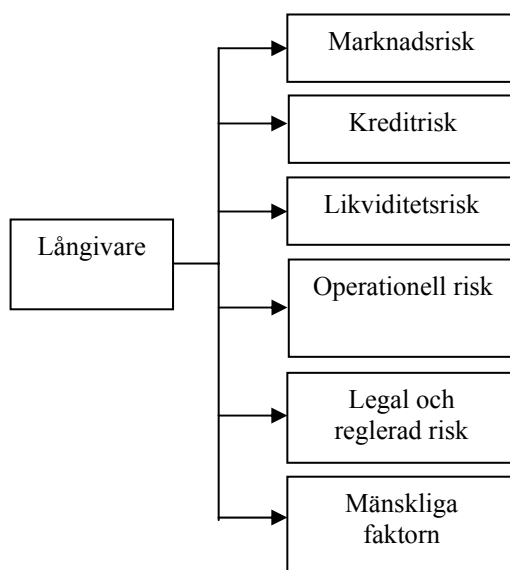 Marknadsrisk
Kreditrisk
Likviditetsrisk
Långivare
Operationell risk
Legal och
reglerad risk
Mänskliga
faktorn